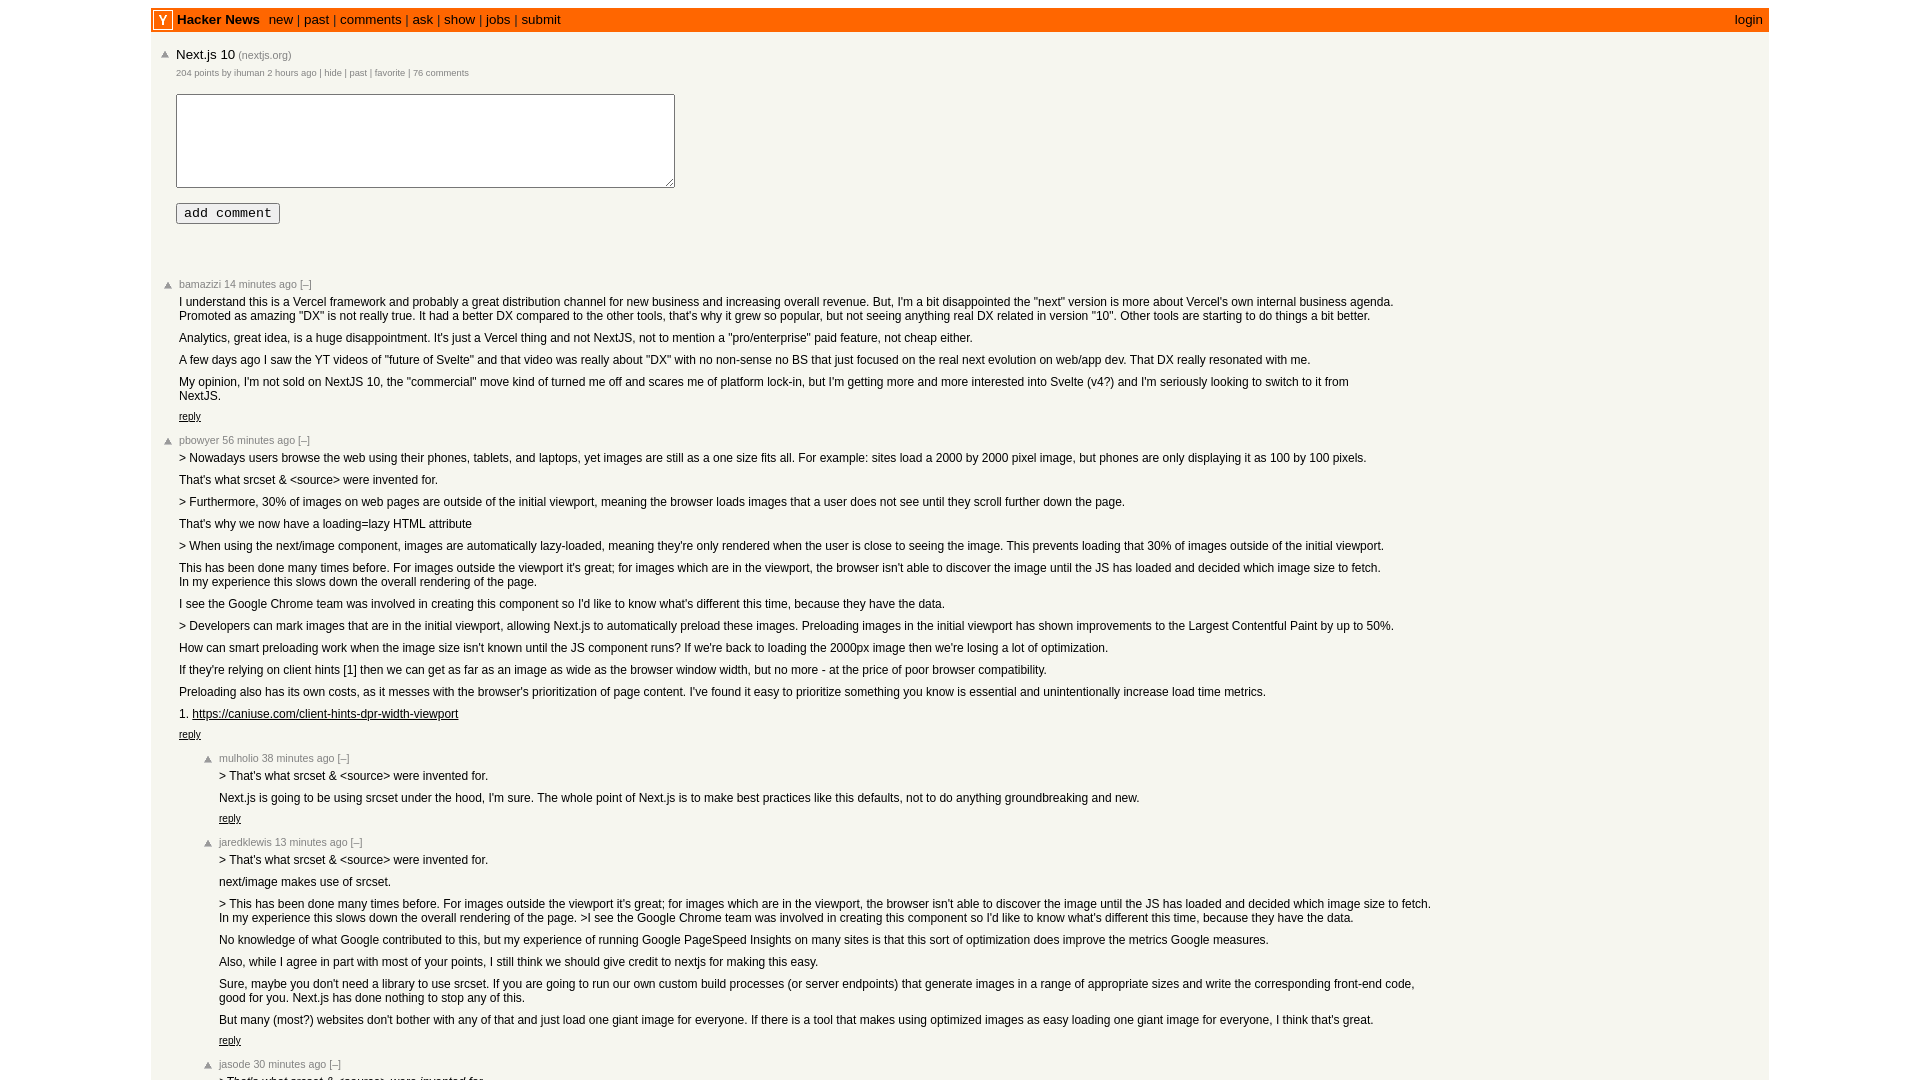 Y Hacker News new | past | comments | ask | show | jobs | submit login
Next.js 10 (nextjs.org)
204 points by ihuman 2 hours ago | hide | past | favorite | 76 comments
add comment
bamazizi 14 minutes ago [–]
I understand this is a Vercel framework and probably a great distribution channel for new business and increasing overall revenue. But, I'm a bit disappointed the "next" version is more about Vercel's own internal business agenda.
Promoted as amazing "DX" is not really true. It had a better DX compared to the other tools, that's why it grew so popular, but not seeing anything real DX related in version "10". Other tools are starting to do things a bit better.
Analytics, great idea, is a huge disappointment. It's just a Vercel thing and not NextJS, not to mention a "pro/enterprise" paid feature, not cheap either.
A few days ago I saw the YT videos of "future of Svelte" and that video was really about "DX" with no non-sense no BS that just focused on the real next evolution on web/app dev. That DX really resonated with me.
My opinion, I'm not sold on NextJS 10, the "commercial" move kind of turned me off and scares me of platform lock-in, but I'm getting more and more interested into Svelte (v4?) and I'm seriously looking to switch to it from
NextJS.
reply
pbowyer 56 minutes ago [–]
> Nowadays users browse the web using their phones, tablets, and laptops, yet images are still as a one size fits all. For example: sites load a 2000 by 2000 pixel image, but phones are only displaying it as 100 by 100 pixels.
That's what srcset & <source> were invented for.
> Furthermore, 30% of images on web pages are outside of the initial viewport, meaning the browser loads images that a user does not see until they scroll further down the page.
That's why we now have a loading=lazy HTML attribute
> When using the next/image component, images are automatically lazy-loaded, meaning they're only rendered when the user is close to seeing the image. This prevents loading that 30% of images outside of the initial viewport.
This has been done many times before. For images outside the viewport it's great; for images which are in the viewport, the browser isn't able to discover the image until the JS has loaded and decided which image size to fetch.
In my experience this slows down the overall rendering of the page.
I see the Google Chrome team was involved in creating this component so I'd like to know what's different this time, because they have the data.
> Developers can mark images that are in the initial viewport, allowing Next.js to automatically preload these images. Preloading images in the initial viewport has shown improvements to the Largest Contentful Paint by up to 50%.
How can smart preloading work when the image size isn't known until the JS component runs? If we're back to loading the 2000px image then we're losing a lot of optimization.
If they're relying on client hints [1] then we can get as far as an image as wide as the browser window width, but no more - at the price of poor browser compatibility.
Preloading also has its own costs, as it messes with the browser's prioritization of page content. I've found it easy to prioritize something you know is essential and unintentionally increase load time metrics.
1. https://caniuse.com/client-hints-dpr-width-viewport
reply
mulholio 38 minutes ago [–]
> That's what srcset & <source> were invented for.
Next.js is going to be using srcset under the hood, I'm sure. The whole point of Next.js is to make best practices like this defaults, not to do anything groundbreaking and new.
reply
jaredklewis 13 minutes ago [–]
> That's what srcset & <source> were invented for.
next/image makes use of srcset.
> This has been done many times before. For images outside the viewport it's great; for images which are in the viewport, the browser isn't able to discover the image until the JS has loaded and decided which image size to fetch.
In my experience this slows down the overall rendering of the page. >I see the Google Chrome team was involved in creating this component so I'd like to know what's different this time, because they have the data.
No knowledge of what Google contributed to this, but my experience of running Google PageSpeed Insights on many sites is that this sort of optimization does improve the metrics Google measures.
Also, while I agree in part with most of your points, I still think we should give credit to nextjs for making this easy.
Sure, maybe you don't need a library to use srcset. If you are going to run our own custom build processes (or server endpoints) that generate images in a range of appropriate sizes and write the corresponding front-end code,
good for you. Next.js has done nothing to stop any of this.
But many (most?) websites don't bother with any of that and just load one giant image for everyone. If there is a tool that makes using optimized images as easy loading one giant image for everyone, I think that's great.
reply
jasode 30 minutes ago [–]
>That's what srcset & <source> were invented for.